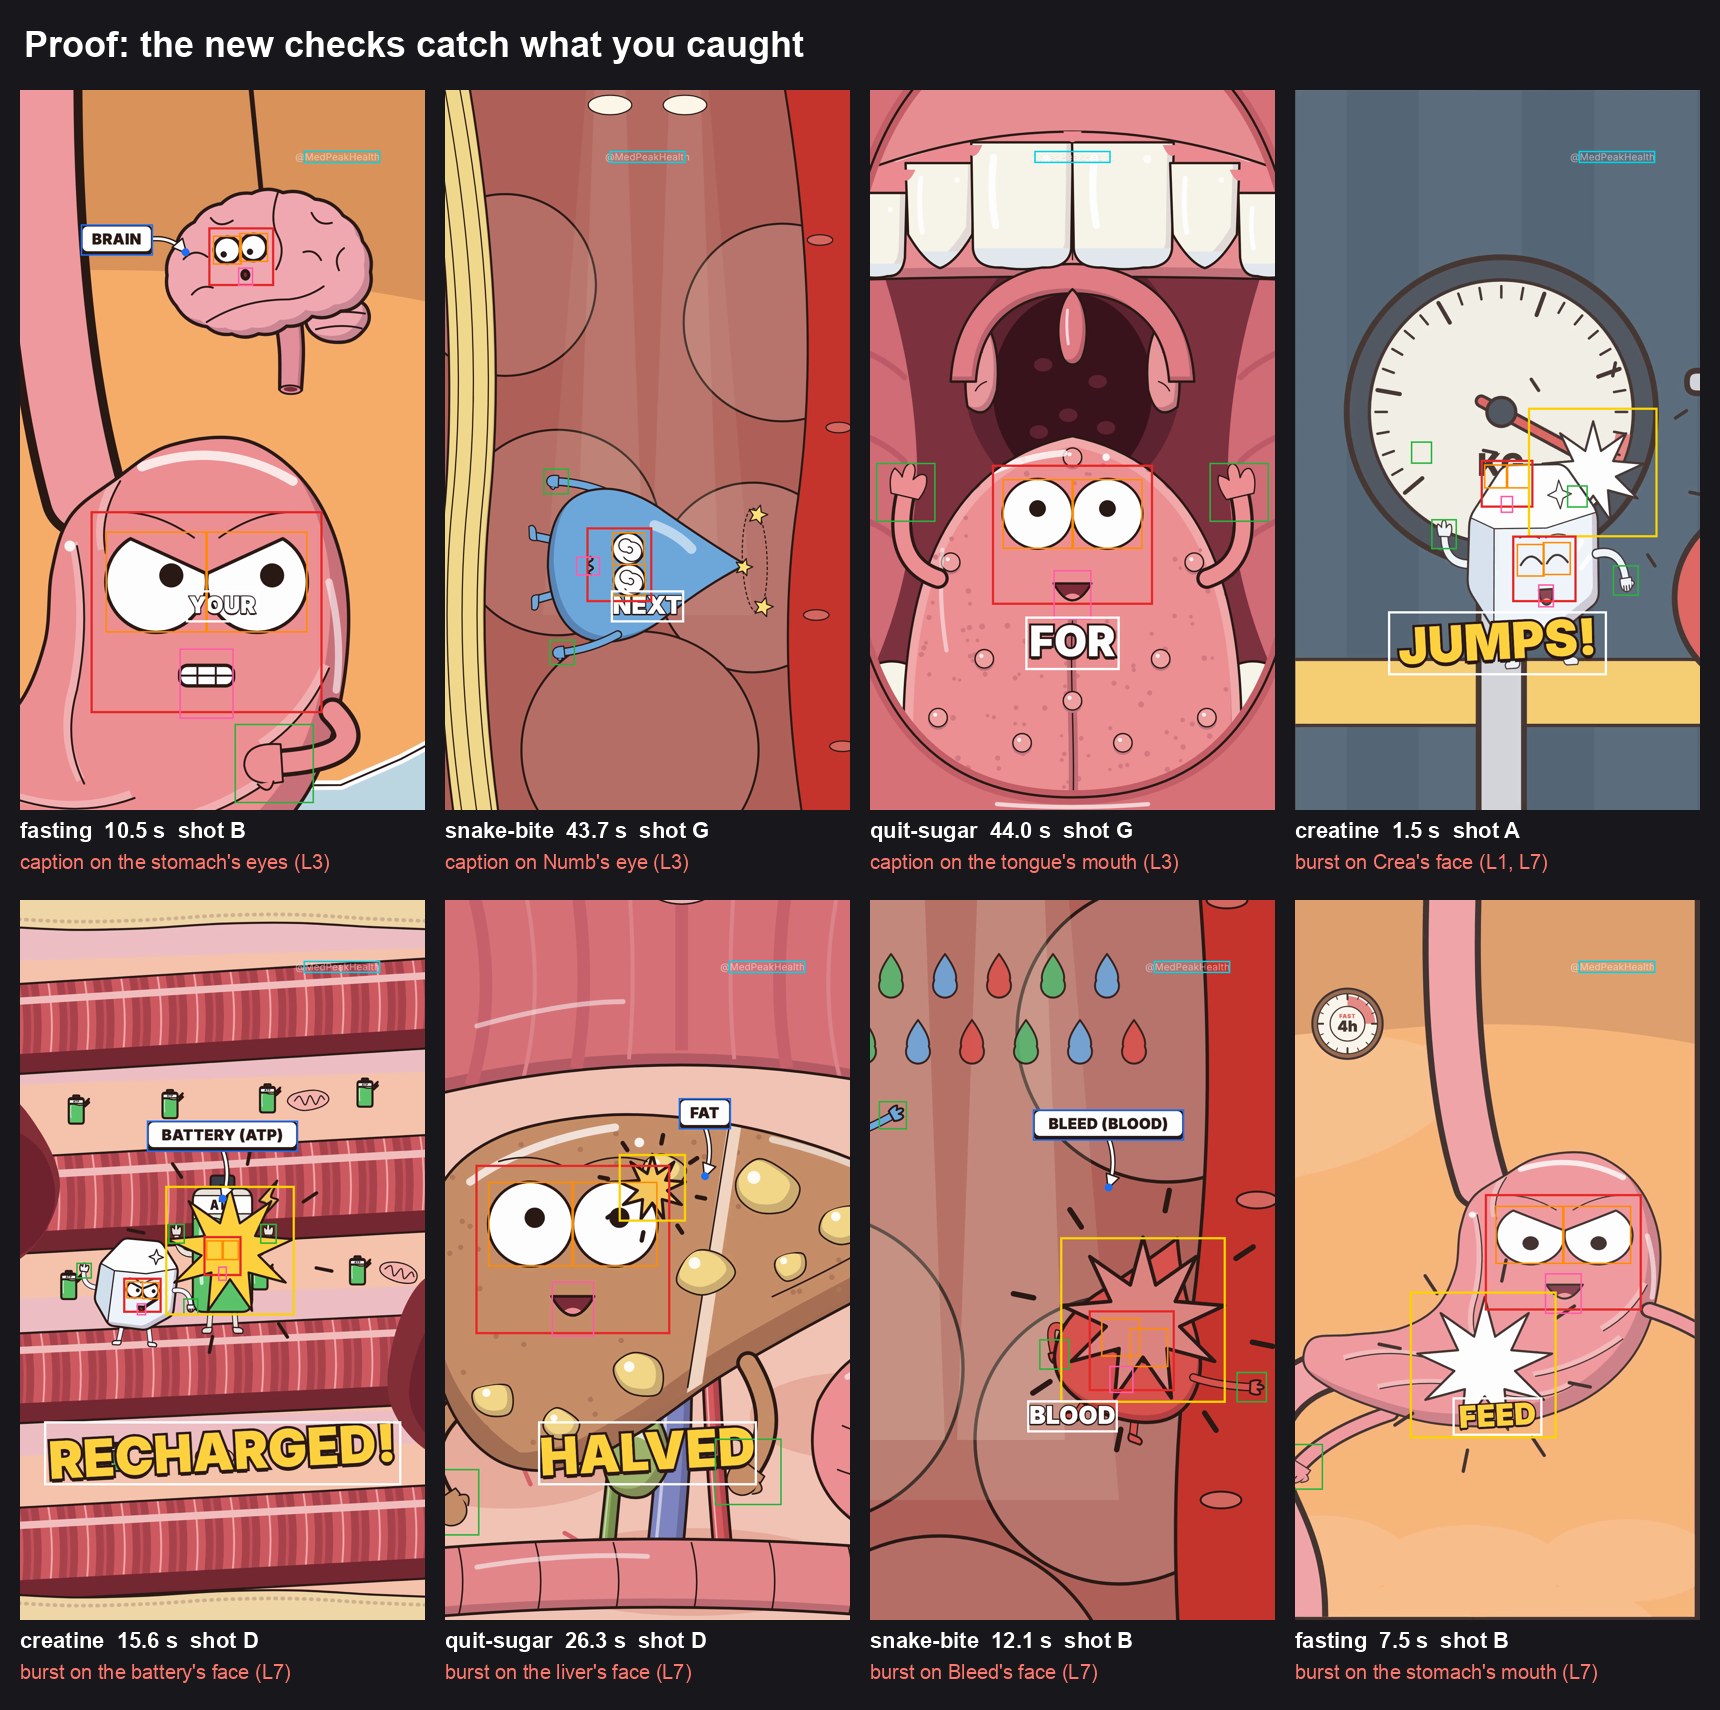 Proof: the new checks catch what you caught
@MedPeakHealth
BRAIN
YOUR
fasting 10.5 s shot B
caption on the stomach's eyes (L3)
@MedPeakHealth
NEXT
snake-bite 43.7 s shot G
caption on Numb's eye (L3)
FOR
quit-sugar 44.0 s shot G
caption on the tongue's mouth (L3)
@MedPeakHealth
JUMPS!
creatine 1.5 s shot A
burst on Crea's face (L1, L7)
@MedPeakHealth
BATTERY (ATP)
RECHARGED!
creatine 15.6 s shot D
burst on the battery's face (L7)
@MedPeakHealth
FAT
HALVED
quit-sugar 26.3 s shot D
burst on the liver's face (L7)
@MedPeakHealth
BLEED (BLOOD)
BLOOD
snake-bite 12.1 s shot B
burst on Bleed's face (L7)
@MedPeakHealth
FAST
4h
FEED
fasting 7.5 s shot B
burst on the stomach's mouth (L7)